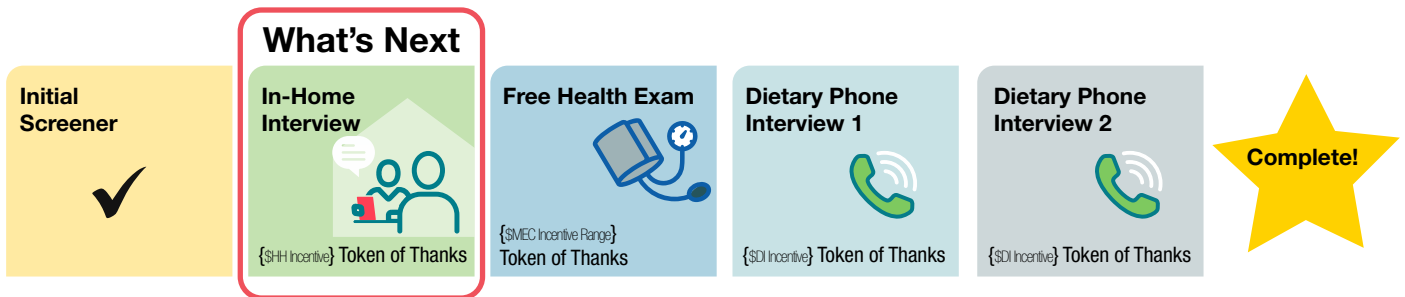 What's Next
Initial
Screener
In-Home
Interview
{$HH Incentive} Token of Thanks
Free Health Exam
{$MEC Incentive Range}
Token of Thanks
Dietary Phone
Interview 1
{$DI Incentive} Token of Thanks
Dietary Phone
Interview 2
{$DI Incentive} Token of Thanks
Complete!